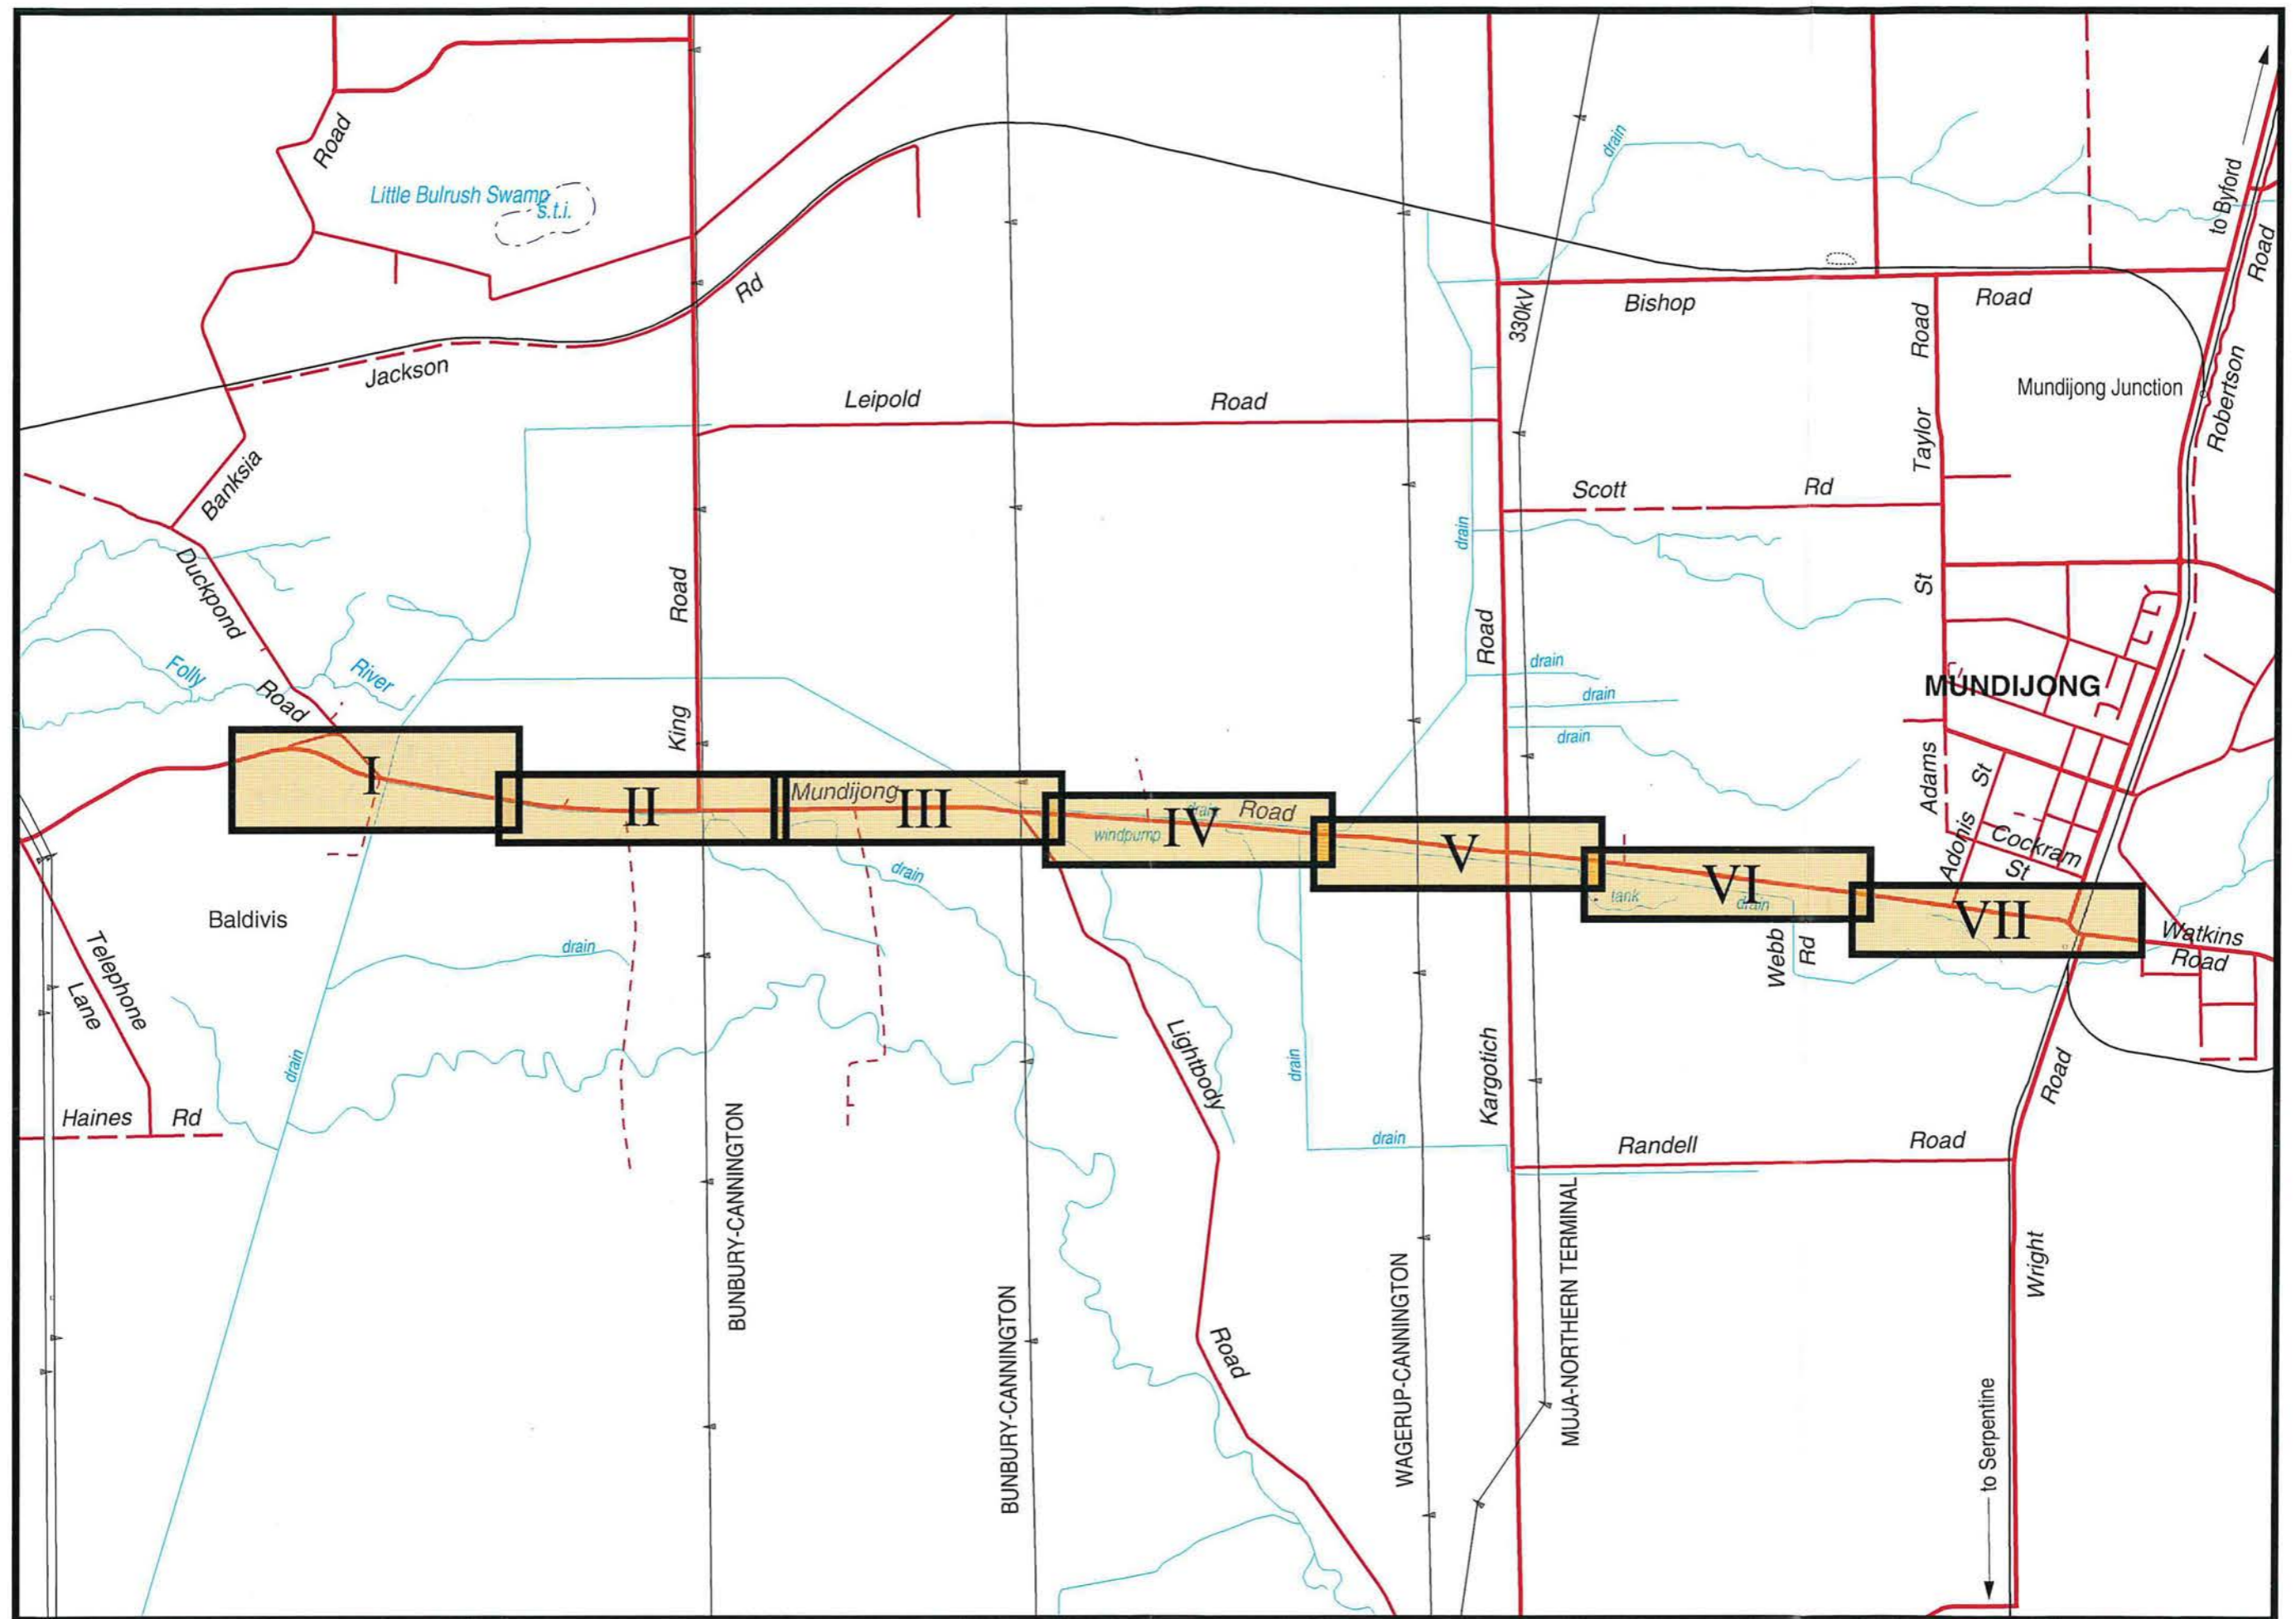 Road
Little Bulrush Swamp
s.t.i.
drain
to Byford
Road
Rd
330kV
Bishop
Road
Road
Jackson
Mundijong Junction
Robertson
Leipold
Road
Taylor
Banksia
Scott
Rd
drain
Duckpond
Road
St
Road
Folly
River
drain
Road
drain
MUNDIJONG
King
drain
I
II
Mundijong
III
drain
Road
windpump
IV
V
Adams
St
Adonis
Cockram
St
VI
tank
drain
VII
drain
Baldivis
Telephone
Lane
drain
Webb
Rd
Watkins
Road
drain
Lightbody
drain
Kargotich
Road
Haines
Rd
drain
Randell
Road
BUNBURY-CANNINGTON
BUNBURY-CANNINGTON
Road
WAGERUP-CANNINGTON
MUJA-NORTHERN TERMINAL
Wright
to Serpentine